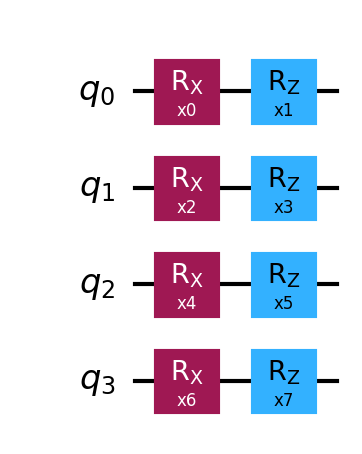 q0 RX x0 RZ x1
q1 RX x2 RZ x3
q2 RX x4 RZ x5
q3 RX x6 RZ x7